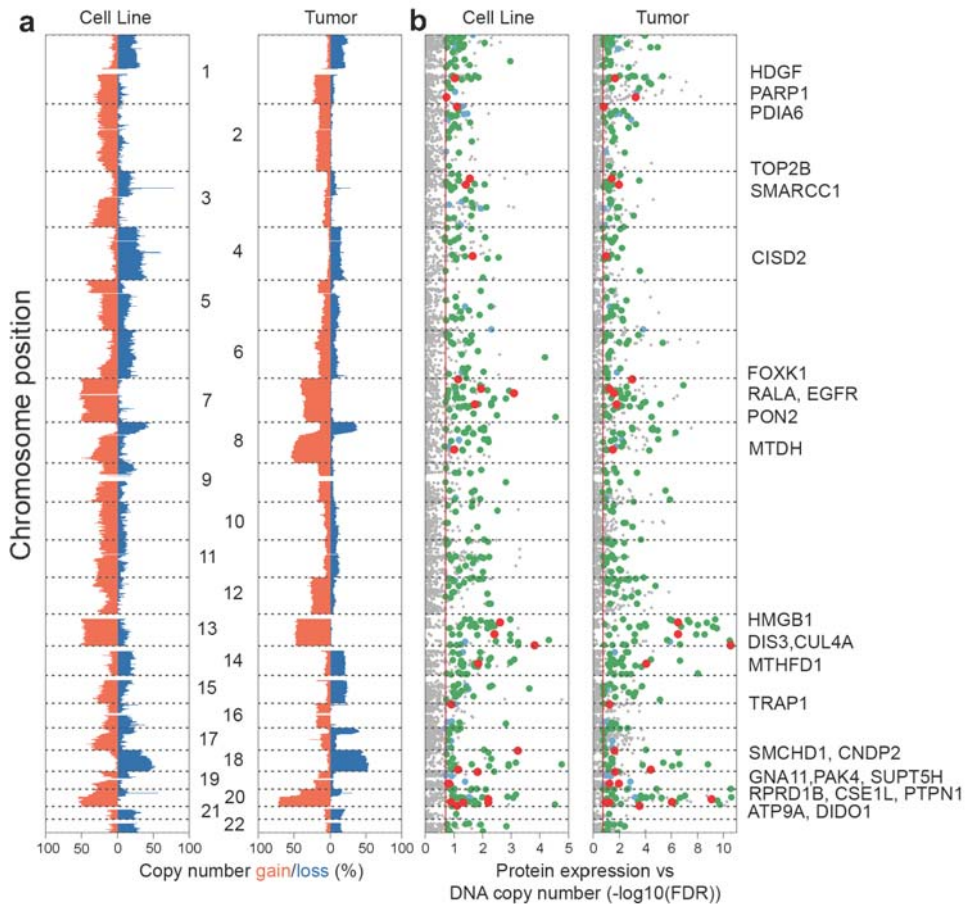 a
Cell Line
Tumor
b
Cell Line
Tumor
Chromosome position
1
2
3
4
5
6
7
8
9
10
11
12
13
14
15
16
17
18
19
20
21
22
HDGF
PARP1
PDIA6
TOP2B
SMARCC1
CISD2
FOXK1
RALA, EGFR
PON2
MTDH
HMGB1
DIS3,CUL4A
MTHFD1
TRAP1
SMCHD1, CNDP2
GNA11,PAK4, SUPT5H
RPRD1B, CSE1L, PTPN1
ATP9A, DIDO1
100 50 0 50 100
100 50 0 50 100
0 1 2 3 4 5
0 2 4 6 8 10
Copy number gain/loss (%)
Protein expression vs
DNA copy number (-log10(FDR))